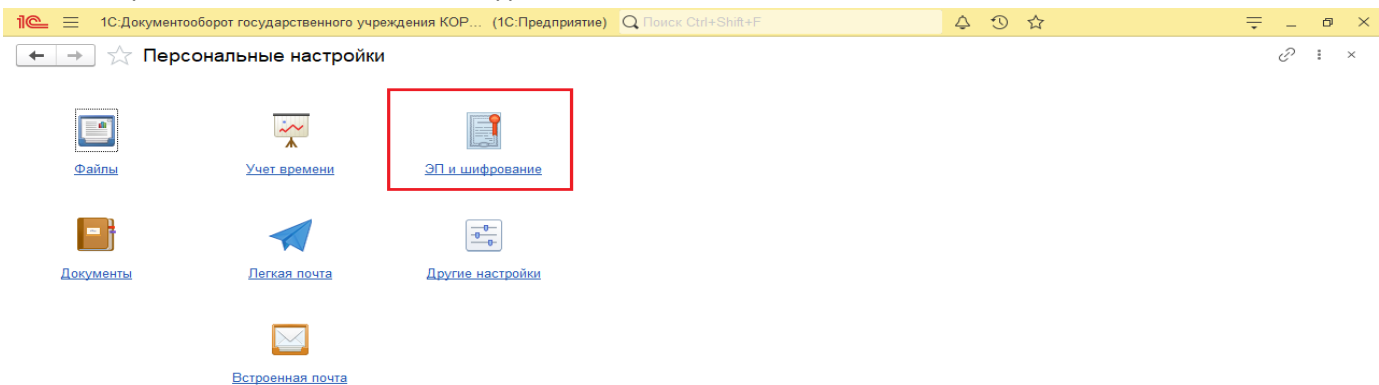 1С:Документооборот государственного учреждения КОР... (1С:Предприятие) Поиск Ctrl+Shift+F
Персональные настройки
Файлы Учет времени ЭП и шифрование
Документы Легкая почта Другие настройки
Встроенная почта